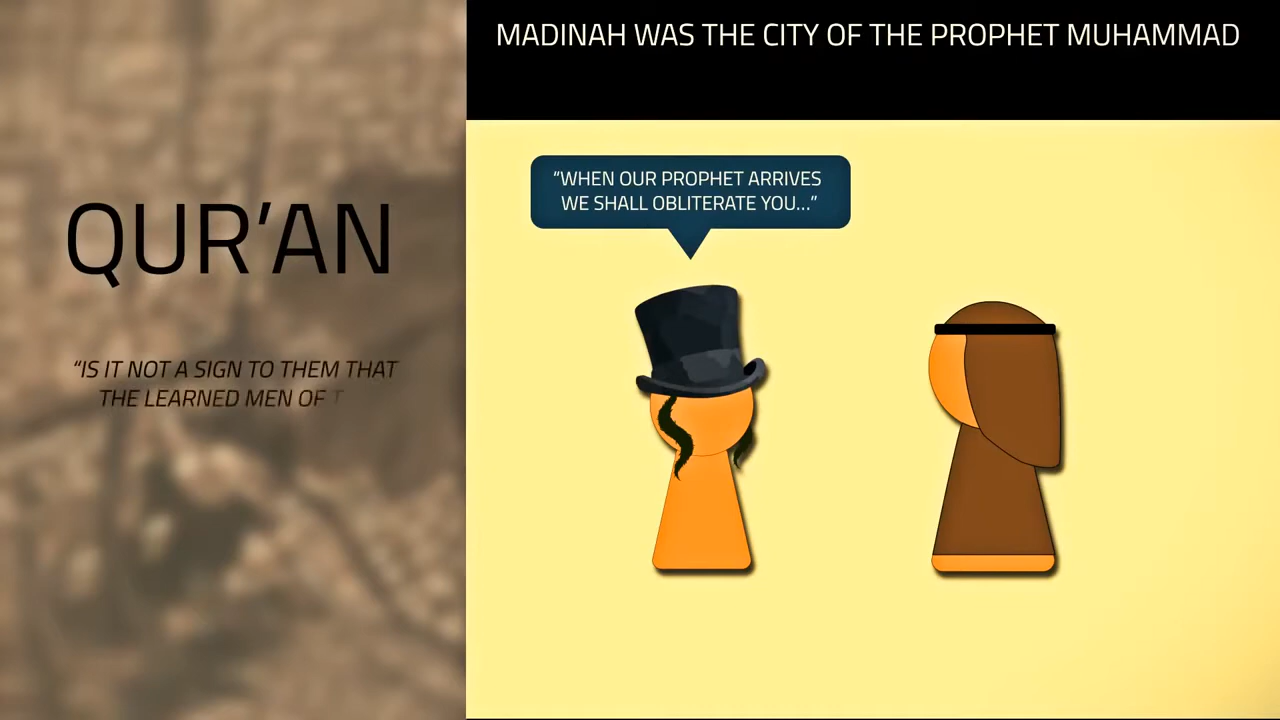 QUR'AN
"IS IT NOT A SIGN TO THEM THAT
THE LEARNED MEN OF T
MADINAH WAS THE CITY OF THE PROPHET MUHAMMAD
"WHEN OUR PROPHET ARRIVES
WE SHALL OBLITERATE YOU..."